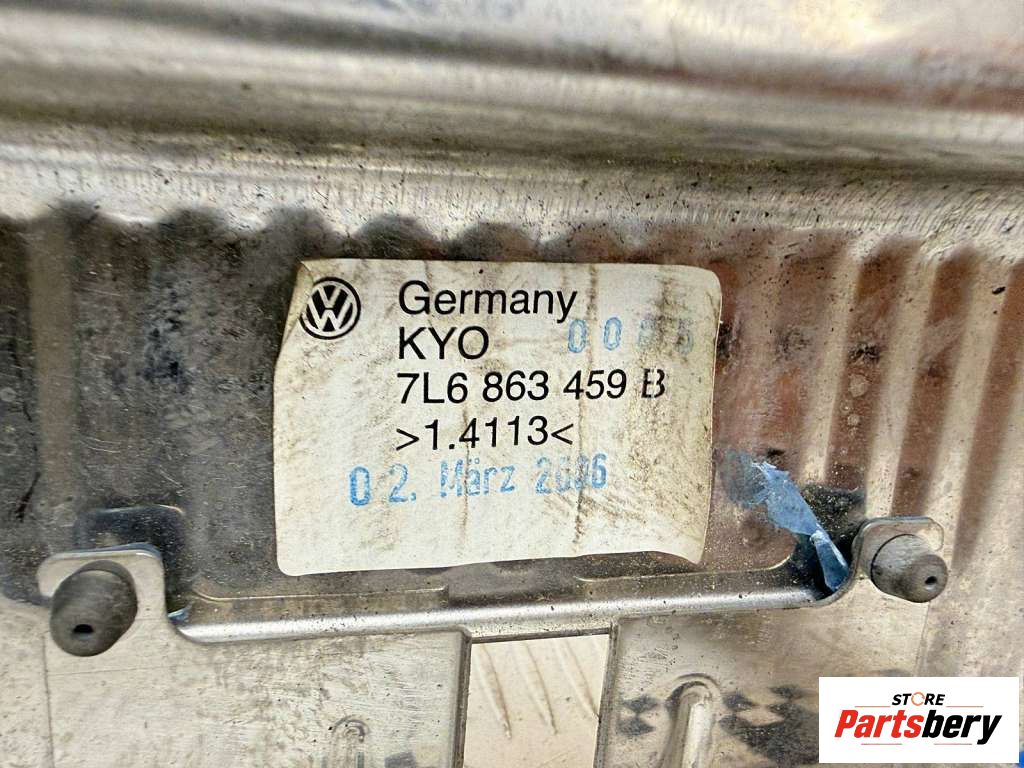 Germany
KYO
7L6 863 459 B
>1.4113<
02. März 2006
STORE
Partsbery